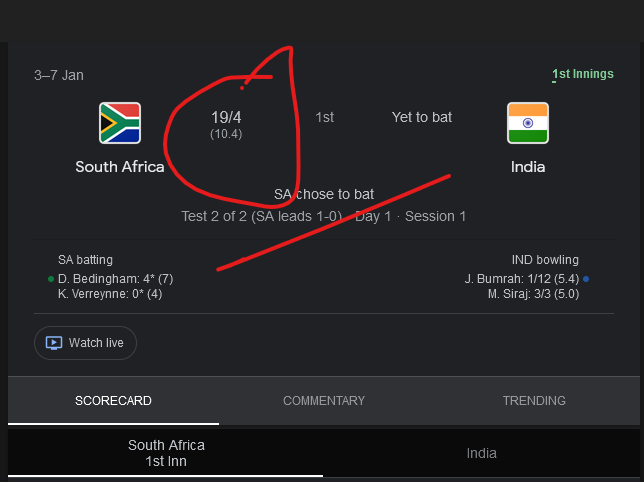 3–7 Jan
1st Innings
19/4
(10.4)
1st
Yet to bat
South Africa
India
SA chose to bat
Test 2 of 2 (SA leads 1-0) · Day 1 · Session 1
SA batting
IND bowling
D. Bedingham: 4* (7)
J. Bumrah: 1/12 (5.4)
K. Verreynne: 0* (4)
M. Siraj: 3/3 (5.0)
Watch live
SCORECARD
COMMENTARY
TRENDING
South Africa
1st Inn
India